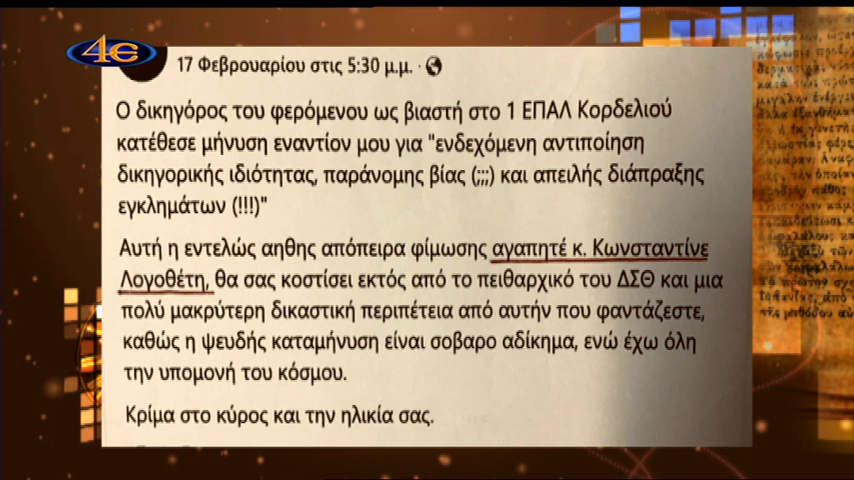 4Ε
17 Φεβρουαρίου στις 5:30 μ.μ. ·
Ο δικηγόρος του φερόμενου ως βιαστή στο 1 ΕΠΑΛ Κορδελιού
κατέθεσε μήνυση εναντίον μου για "ενδεχόμενη αντιποίηση
δικηγορικής ιδιότητας, παράνομης βίας (;;;) και απειλής διάπραξης
εγκλημάτων (!!!)"
Αυτή η εντελώς αηθης απόπειρα φίμωσης αγαπητέ κ. Κωνσταντίνε
Λογοθέτη, θα σας κοστίσει εκτός από το πειθαρχικό του ΔΣΘ και μια
πολύ μακρύτερη δικαστική περιπέτεια από αυτήν που φαντάζεστε,
καθώς η ψευδής καταμήνυση είναι σοβαρο αδίκημα, ενώ έχω όλη
την υπομονή του κόσμου.
Κρίμα στο κύρος και την ηλικία σας.